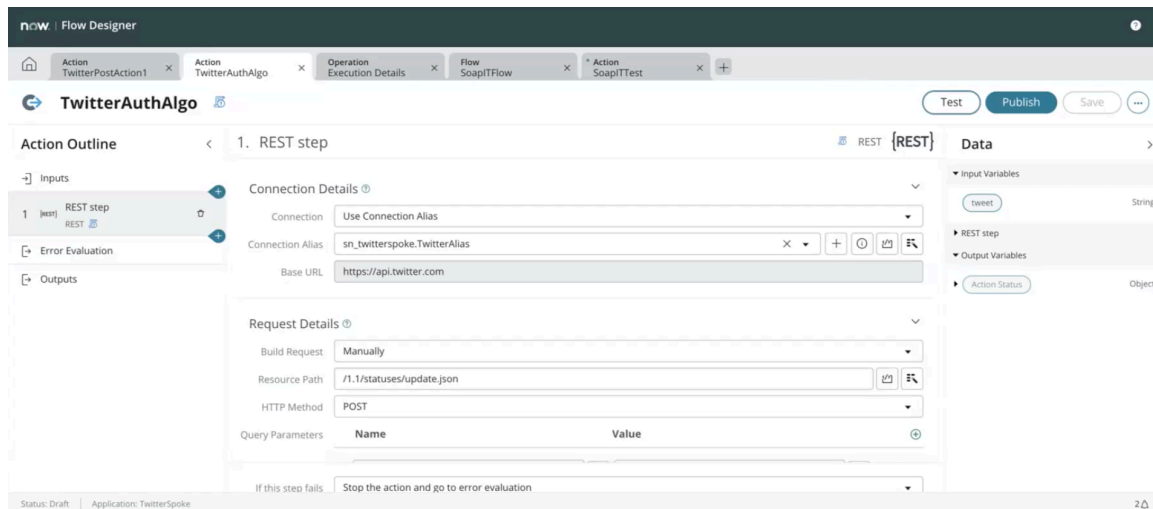 now. | Flow Designer
Action
TwitterPostAction1
Action
TwitterAuthAlgo
Operation
Execution Details
Flow
SoapITFlow
* Action
SoapITTest
TwitterAuthAlgo
Test
Publish
Save
Action Outline
Inputs
1 [REST] REST step
REST
Error Evaluation
Outputs
1. REST step
REST {REST}
Connection Details
Connection Use Connection Alias
Connection Alias sn_twitterspoke.TwitterAlias
Base URL https://api.twitter.com
Request Details
Build Request Manually
Resource Path /1.1/statuses/update.json
HTTP Method POST
Query Parameters Name Value
If this step fails Stop the action and go to error evaluation
Data
Input Variables
tweet String
REST step
Output Variables
Action Status Object
Status: Draft | Application: TwitterSpoke
2